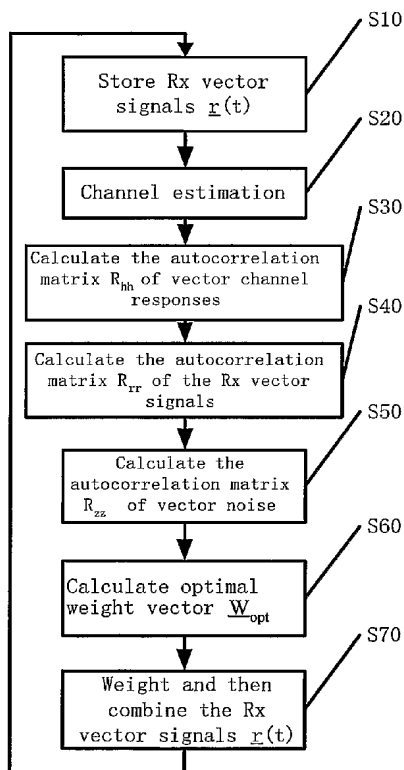 S10
Store Rx vector
signals r(t)
S20
Channel estimation
S30
Calculate the autocorrelation
matrix Rhh of vector channel
responses
S40
Calculate the autocorrelation
matrix Rrr of the Rx vector
signals
S50
Calculate the
autocorrelation matrix
Rzz of vector noise
S60
Calculate optimal
weight vector Wopt
S70
Weight and then
combine the Rx
vector signals r(t)